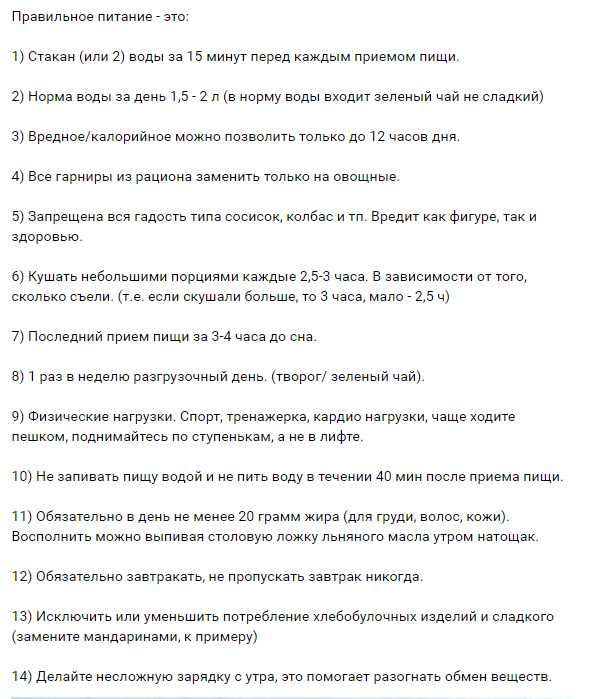 Правильное питание - это:
1) Стакан (или 2) воды за 15 минут перед каждым приемом пищи.
2) Норма воды за день 1,5 - 2 л (в норму воды входит зеленый чай не сладкий)
3) Вредное/калорийное можно позволить только до 12 часов дня.
4) Все гарниры из рациона заменить только на овощные.
5) Запрещена вся гадость типа сосисок, колбас и тп. Вредит как фигуре, так и
здоровью.
6) Кушать небольшими порциями каждые 2,5-3 часа. В зависимости от того,
сколько съели. (т.е. если скушали больше, то 3 часа, мало - 2,5 ч)
7) Последний прием пищи за 3-4 часа до сна.
8) 1 раз в неделю разгрузочный день. (творог/ зеленый чай).
9) Физические нагрузки. Спорт, тренажерка, кардио нагрузки, чаще ходите
пешком, поднимайтесь по ступенькам, а не в лифте.
10) Не запивать пищу водой и не пить воду в течении 40 мин после приема пищи.
11) Обязательно в день не менее 20 грамм жира (для груди, волос, кожи).
Восполнить можно выпивая столовую ложку льняного масла утром натощак.
12) Обязательно завтракать, не пропускать завтрак никогда.
13) Исключить или уменьшить потребление хлебобулочных изделий и сладкого
(замените мандаринами, к примеру)
14) Делайте несложную зарядку с утра, это помогает разогнать обмен веществ.